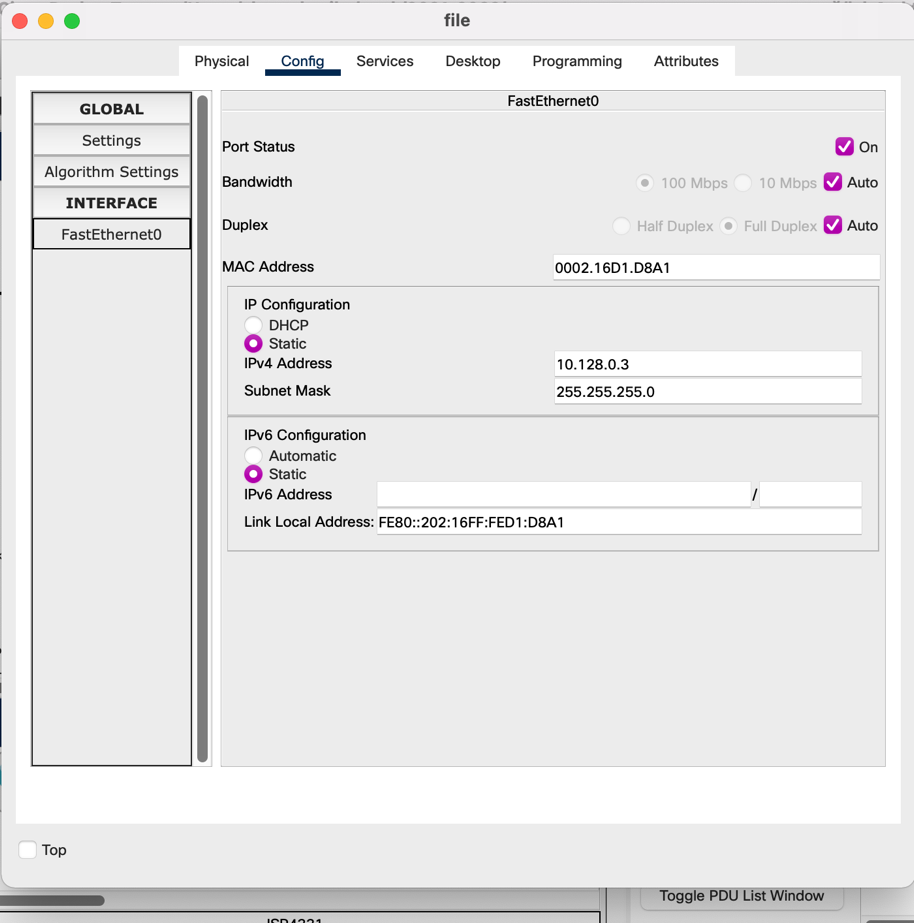 file
Physical Config Services Desktop Programming Attributes
GLOBAL
Settings
Algorithm Settings
INTERFACE
FastEthernet0
FastEthernet0
Port Status On
Bandwidth 100 Mbps 10 Mbps Auto
Duplex Half Duplex Full Duplex Auto
MAC Address 0002.16D1.D8A1
IP Configuration
DHCP
Static
IPv4 Address 10.128.0.3
Subnet Mask 255.255.255.0
IPv6 Configuration
Automatic
Static
IPv6 Address /
Link Local Address: FE80::202:16FF:FED1:D8A1
Top
Toggle PDU List Window
ISR4331